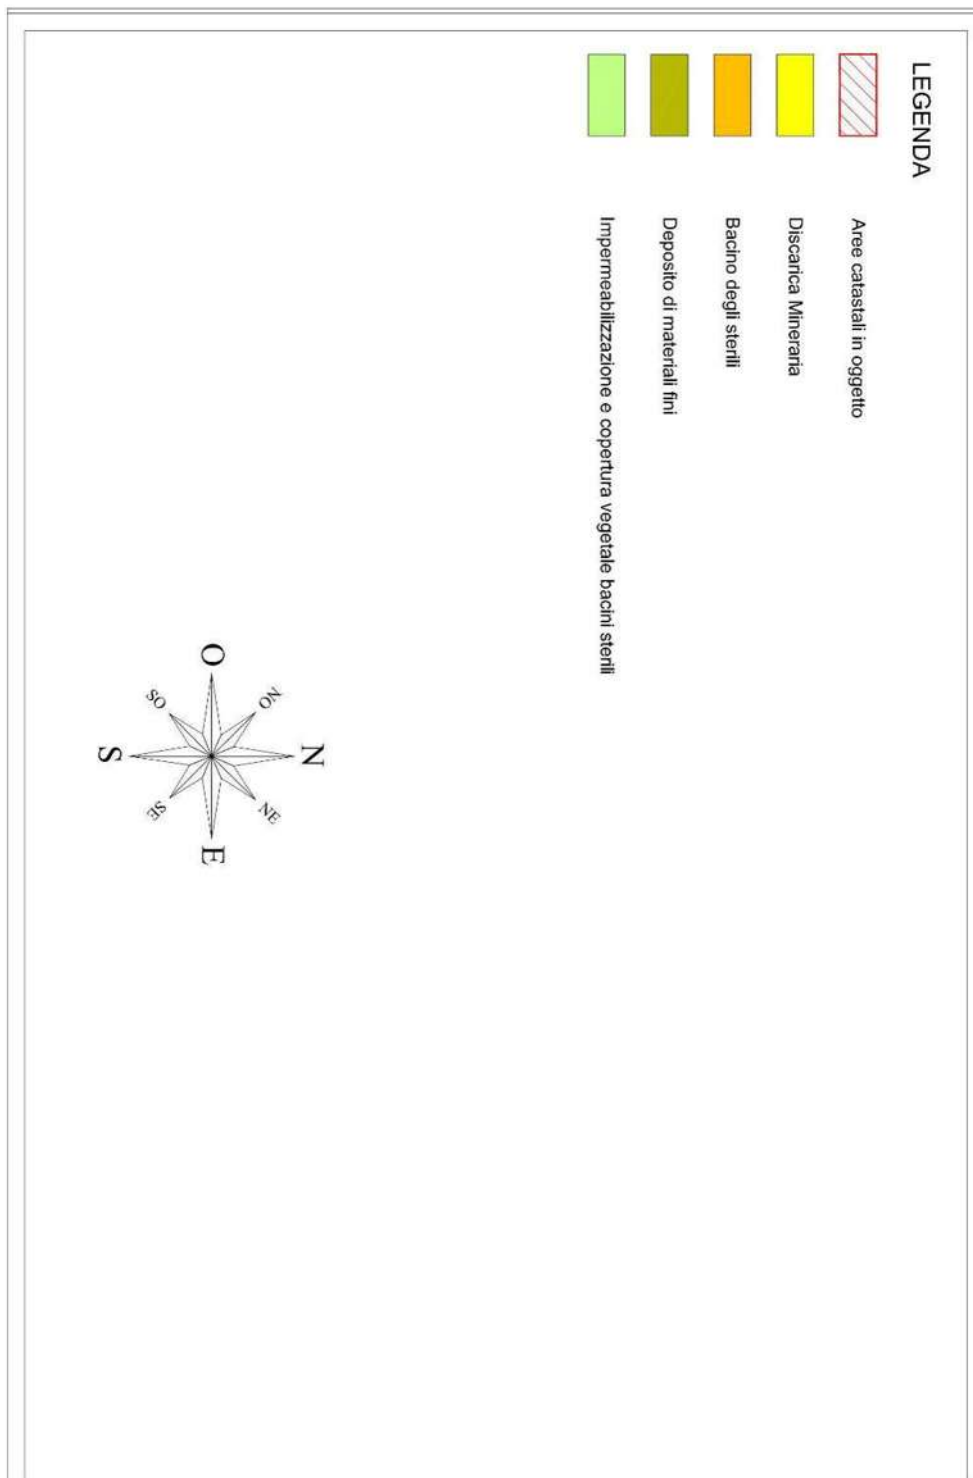 LEGENDA
Aree catastali in oggetto
Discarica Mineraria
Bacino degli sterili
Deposito di materiali fini
Impermeabilizzazione e copertura vegetale bacini sterili
N
NO
NE
O
E
SO
SE
S